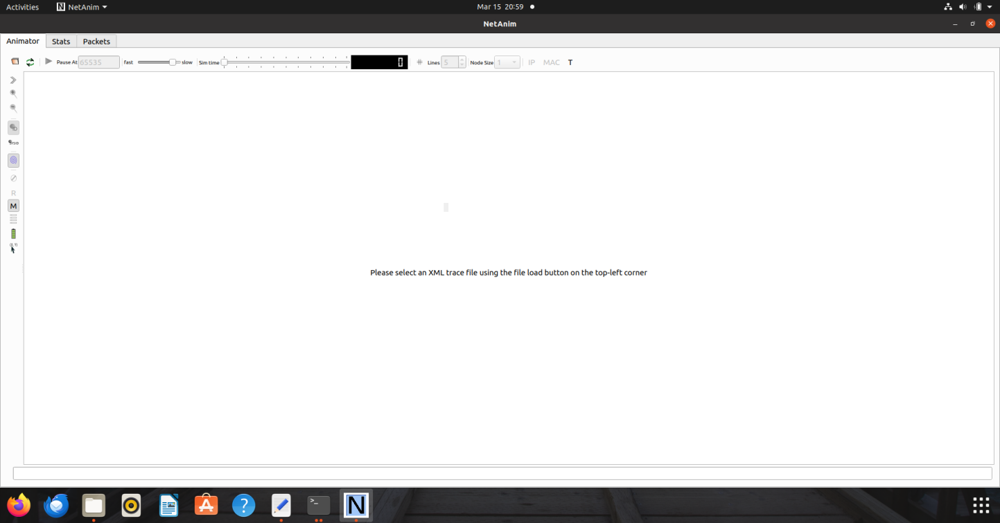 Activities NetAnim Mar 15 20:59
NetAnim
Animator Stats Packets
Pause At 65535 fast slow Sim time 0 # Lines 5 Node Size 1 IP MAC T
SYSID
R
M
Please select an XML trace file using the file load button on the top-left corner
>_ ? N